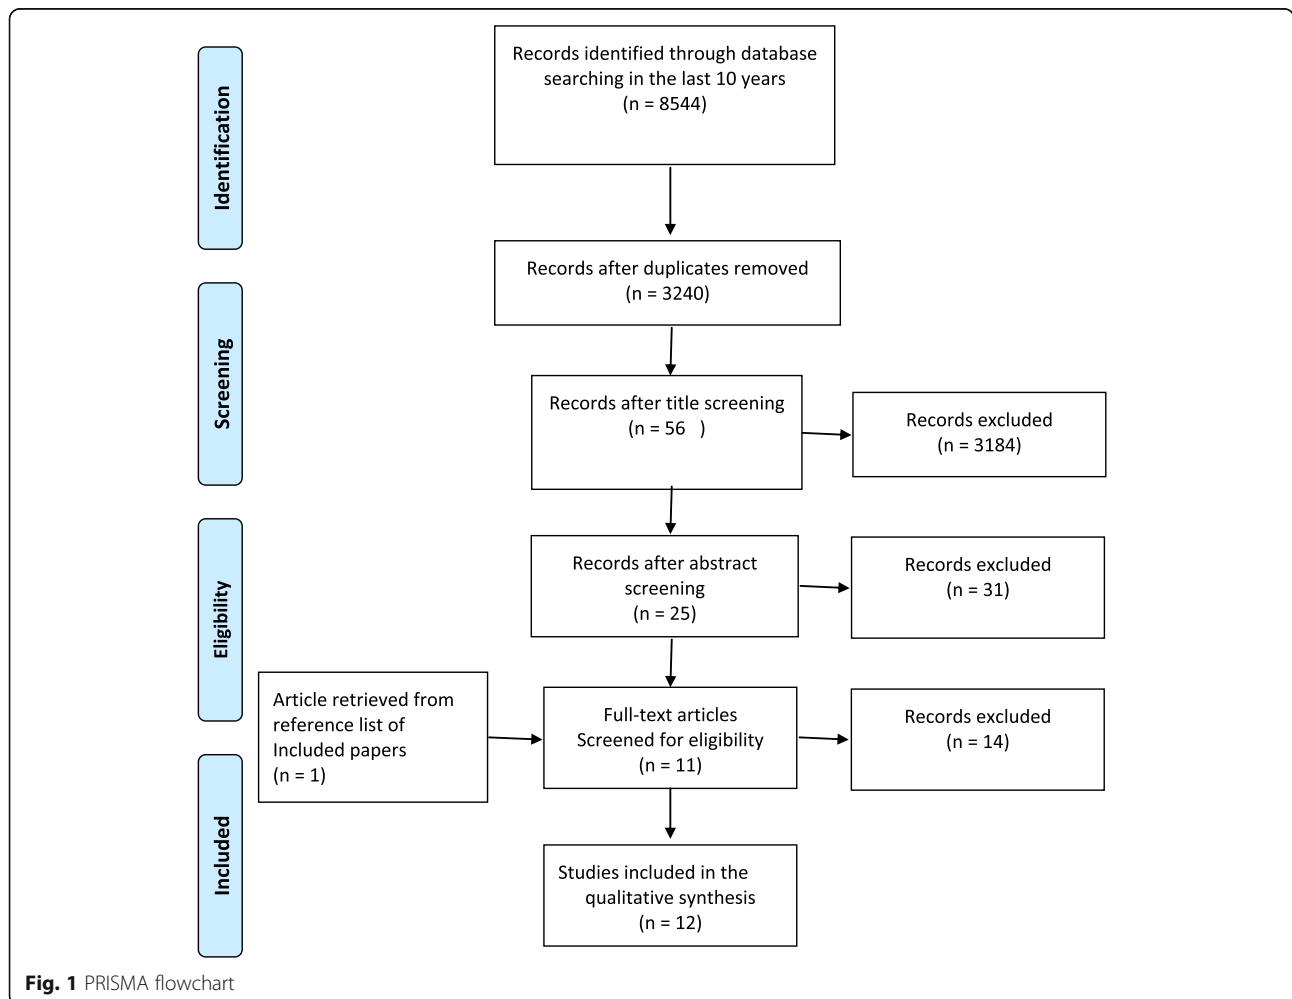 Identification
Records identified through database
searching in the last 10 years
(n = 8544)
Records after duplicates removed
(n = 3240)
Screening
Records after title screening
(n = 56 )
Records excluded
(n = 3184)
Eligibility
Records after abstract
screening
(n = 25)
Records excluded
(n = 31)
Article retrieved from
reference list of
Included papers
(n = 1)
Full-text articles
Screened for eligibility
(n = 11)
Records excluded
(n = 14)
Included
Studies included in the
qualitative synthesis
(n = 12)
Fig. 1 PRISMA flowchart